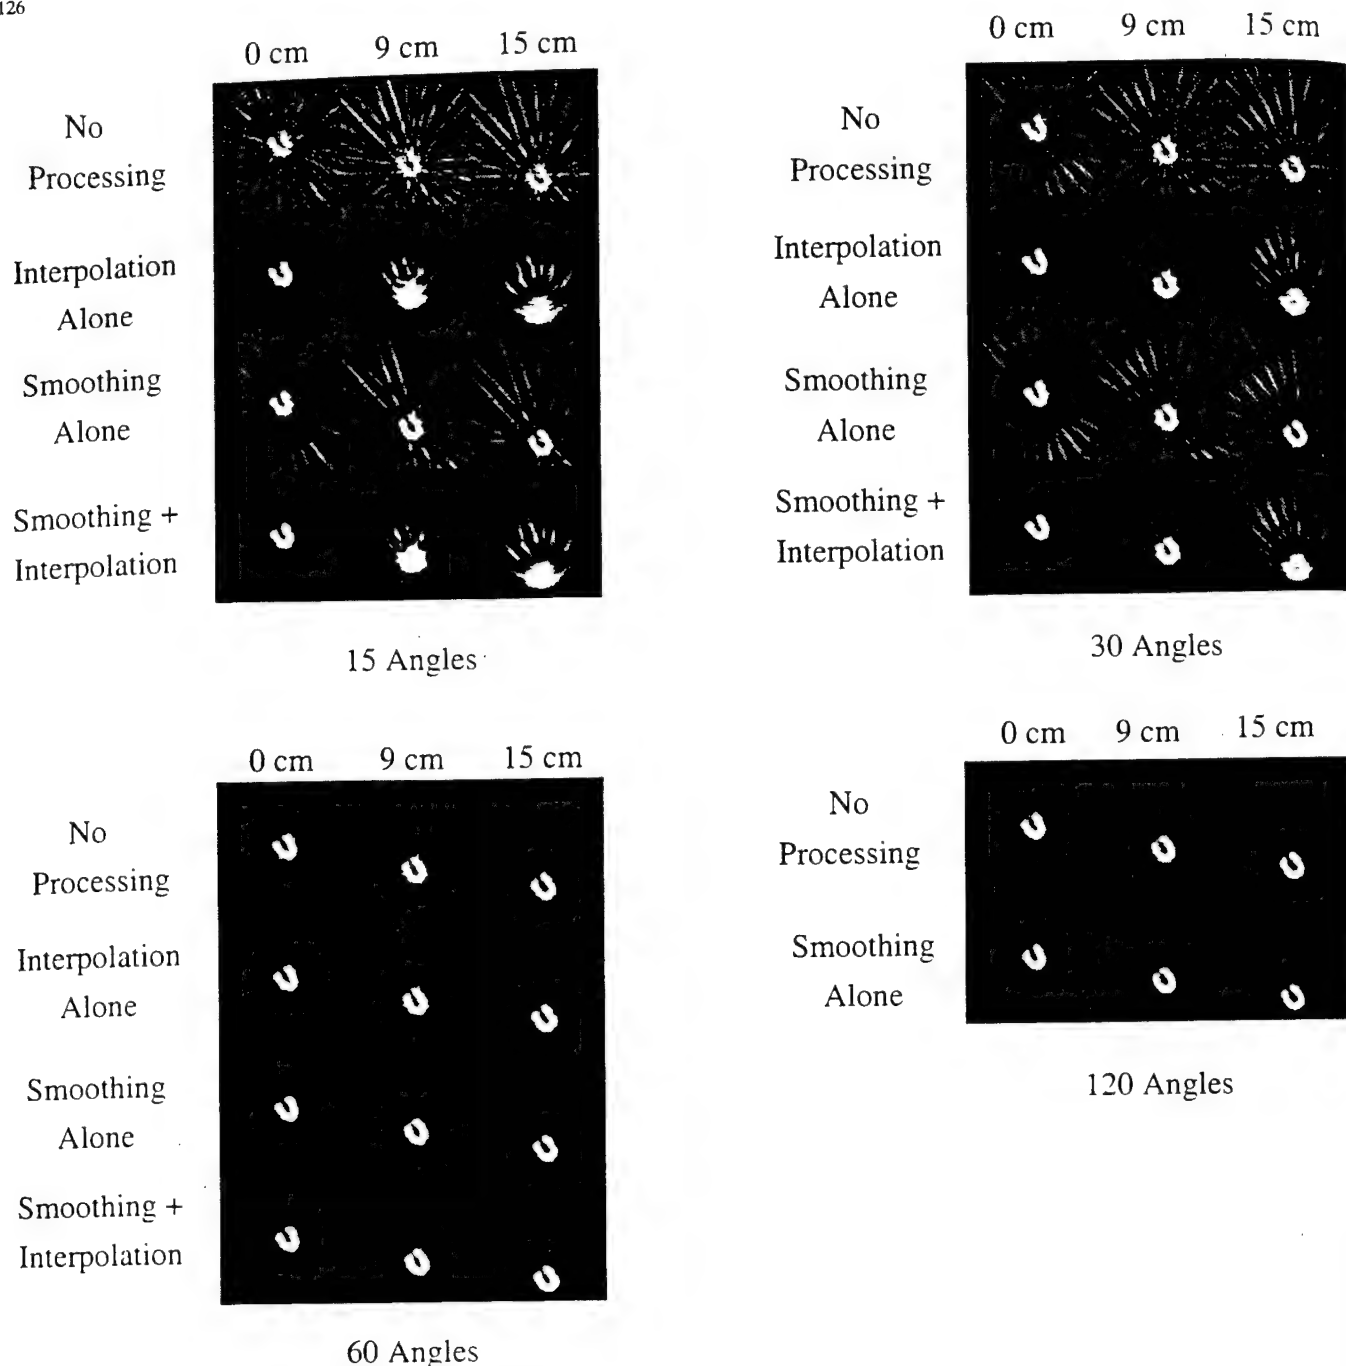 126
0 cm 9 cm 15 cm
No
Processing
Interpolation
Alone
Smoothing
Alone
Smoothing +
Interpolation
15 Angles
0 cm 9 cm 15 cm
No
Processing
Interpolation
Alone
Smoothing
Alone
Smoothing +
Interpolation
30 Angles
0 cm 9 cm 15 cm
No
Processing
Interpolation
Alone
Smoothing
Alone
Smoothing +
Interpolation
60 Angles
0 cm 9 cm 15 cm
No
Processing
Smoothing
Alone
120 Angles